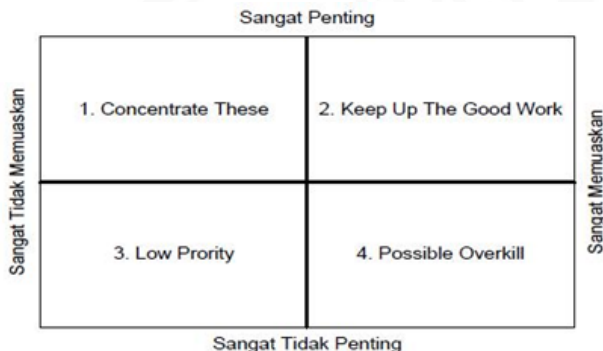 Sangat Penting
Sangat Tidak Memuaskan
1. Concentrate These
2. Keep Up The Good Work
Sangat Memuaskan
3. Low Prority
4. Possible Overkill
Sangat Tidak Penting